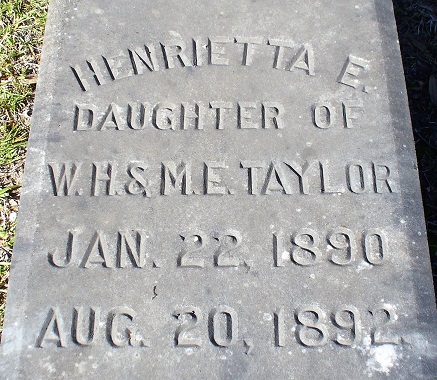 HENRIETTA E.
DAUGHTER OF
W.H.& M.E. TAYLOR
JAN. 22, 1890
AUG. 20, 1892.